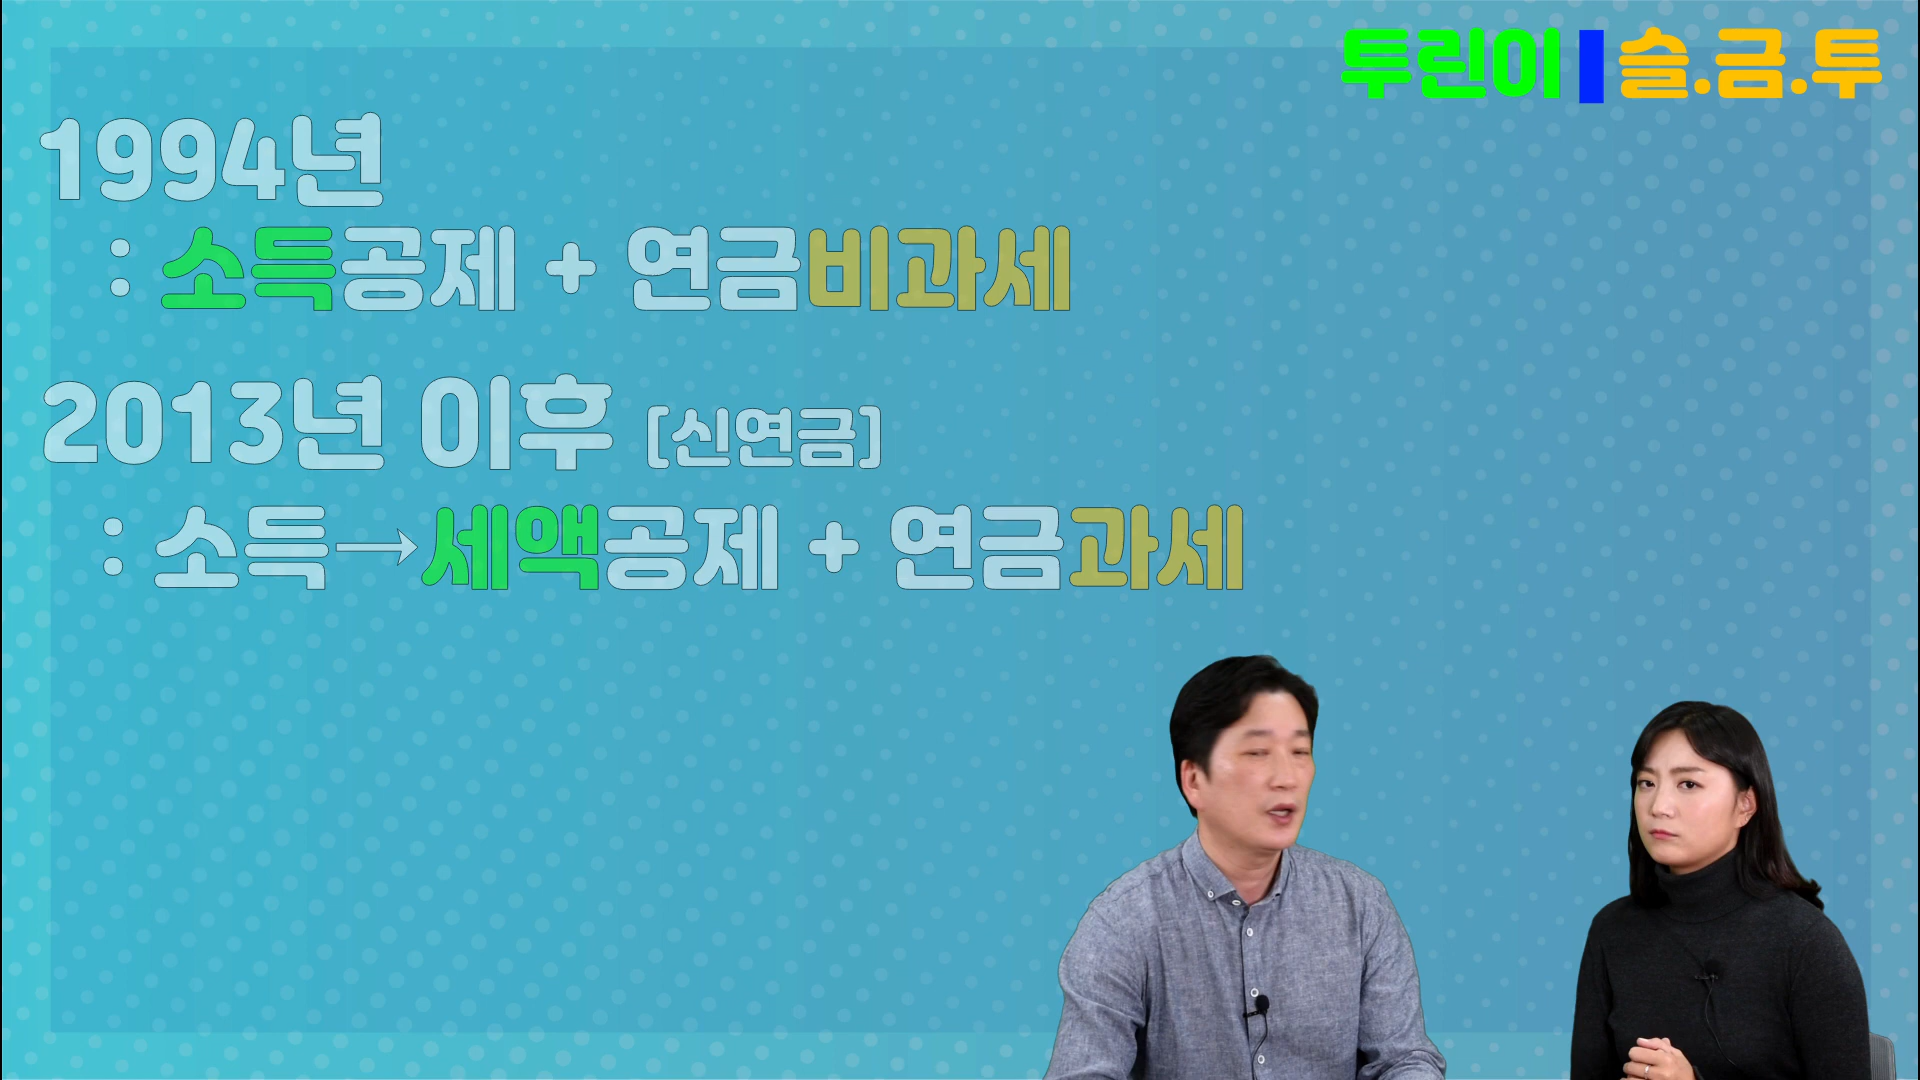 투린이 슬.금.투
1994년
: 소득공제 + 연금비과세
2013년 이후 [신연금]
: 소득→세액공제 + 연금과세